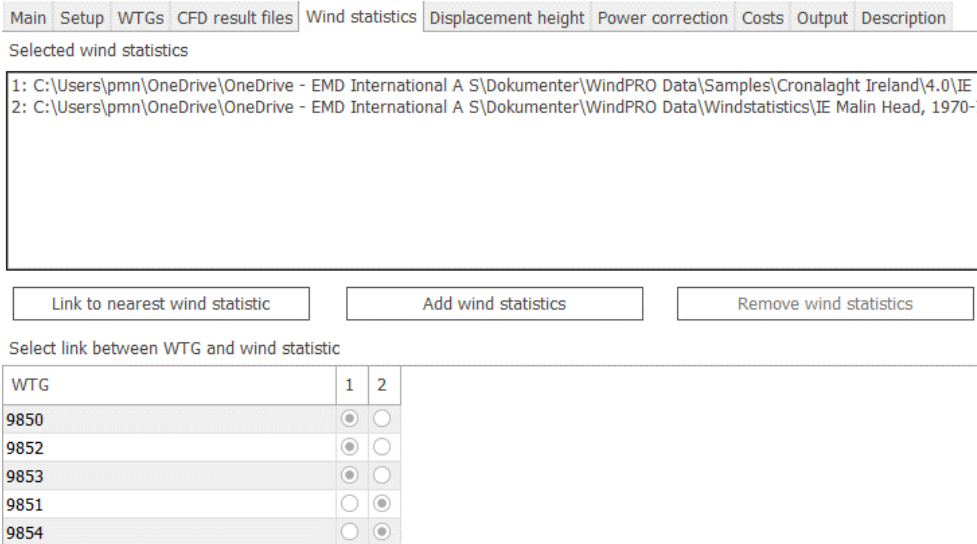 Main Setup WTGs CFD result files Wind statistics Displacement height Power correction Costs Output Description
Selected wind statistics
1: C:\Users\pmn\OneDrive\OneDrive - EMD International A S\Dokumenter\WindPRO Data\Samples\Cronalaght Ireland\4.0\IE
2: C:\Users\pmn\OneDrive\OneDrive - EMD International A S\Dokumenter\WindPRO Data\Windstatistics\IE Malin Head, 1970-
Link to nearest wind statistic Add wind statistics Remove wind statistics
Select link between WTG and wind statistic
WTG 1 2
9850
9852
9853
9851
9854